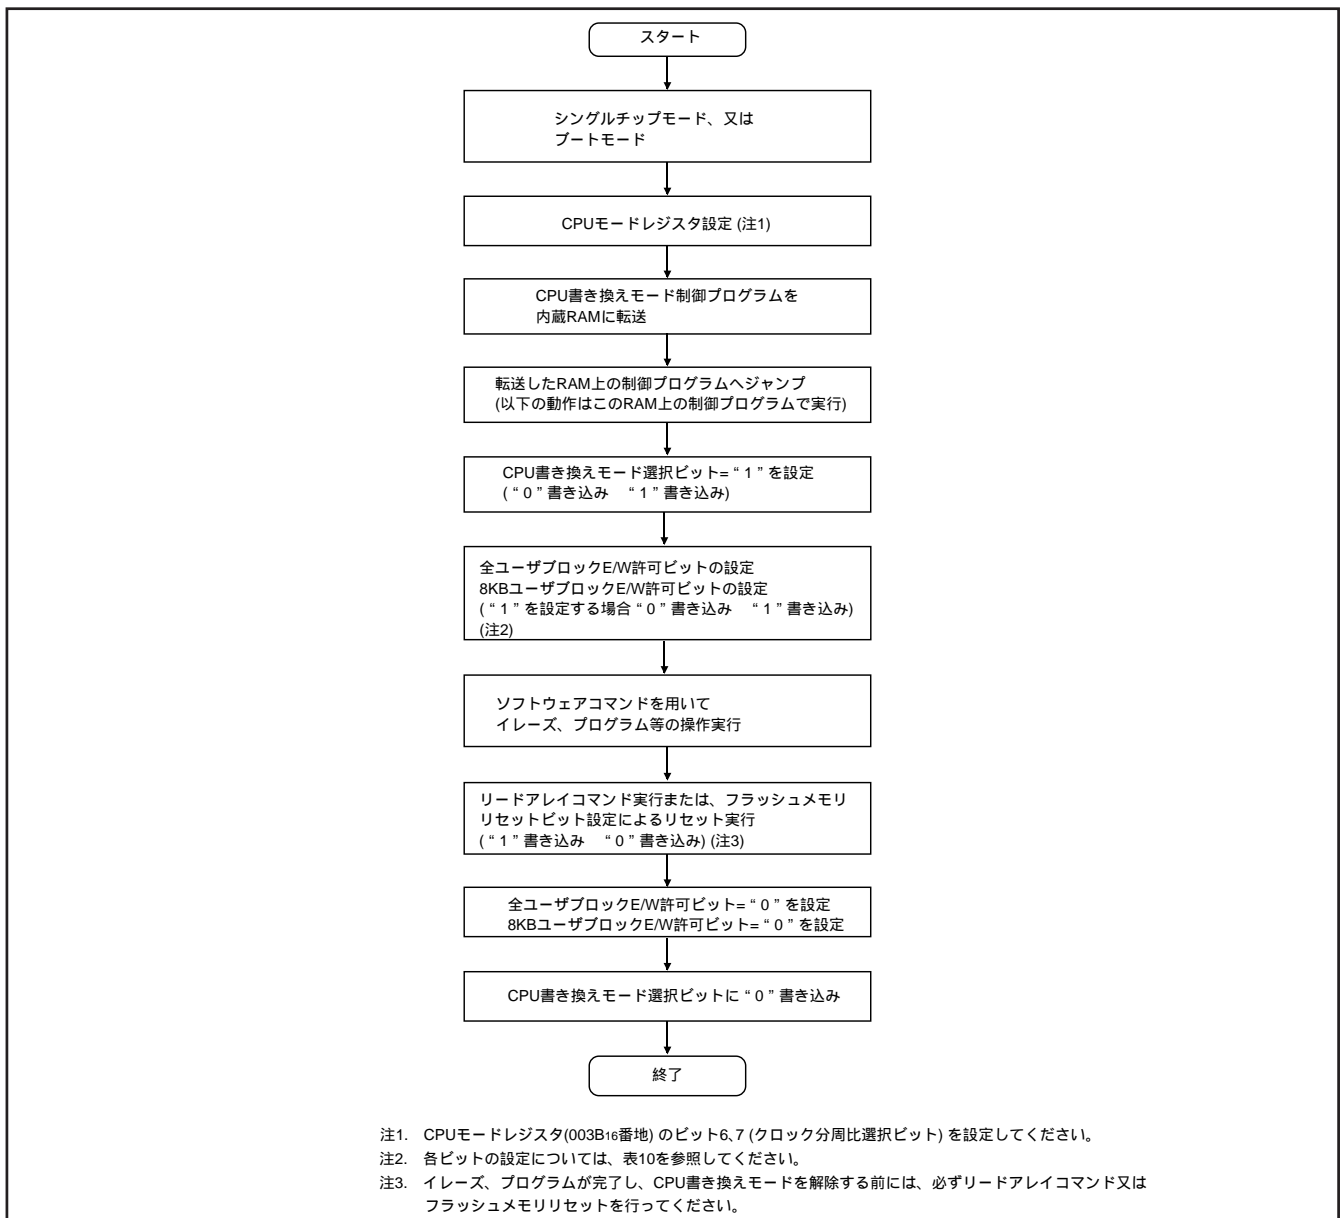 スタート
シングルチップモード、又は
ブートモード
CPUモードレジスタ設定 (注1)
CPU書き換えモード制御プログラムを
内蔵RAMに転送
転送したRAM上の制御プログラムへジャンプ
(以下の動作はこのRAM上の制御プログラムで実行)
CPU書き換えモード選択ビット= “ 1 ” を設定
( “ 0 ” 書き込み　“ 1 ” 書き込み)
全ユーザブロックE/W許可ビットの設定
8KBユーザブロックE/W許可ビットの設定
( “ 1 ” を設定する場合 “ 0 ” 書き込み　“ 1 ” 書き込み)
(注2)
ソフトウェアコマンドを用いて
イレーズ、プログラム等の操作実行
リードアレイコマンド実行または、フラッシュメモリ
リセットビット設定によるリセット実行
( “ 1 ” 書き込み　“ 0 ” 書き込み) (注3)
全ユーザブロックE/W許可ビット= “ 0 ” を設定
8KBユーザブロックE/W許可ビット= “ 0 ” を設定
CPU書き換えモード選択ビットに “ 0 ” 書き込み
終了
注1. CPUモードレジスタ(003B16番地) のビット6、7 (クロック分周比選択ビット) を設定してください。
注2. 各ビットの設定については、表10を参照してください。
注3. イレーズ、プログラムが完了し、CPU書き換えモードを解除する前には、必ずリードアレイコマンド又は
フラッシュメモリリセットを行ってください。